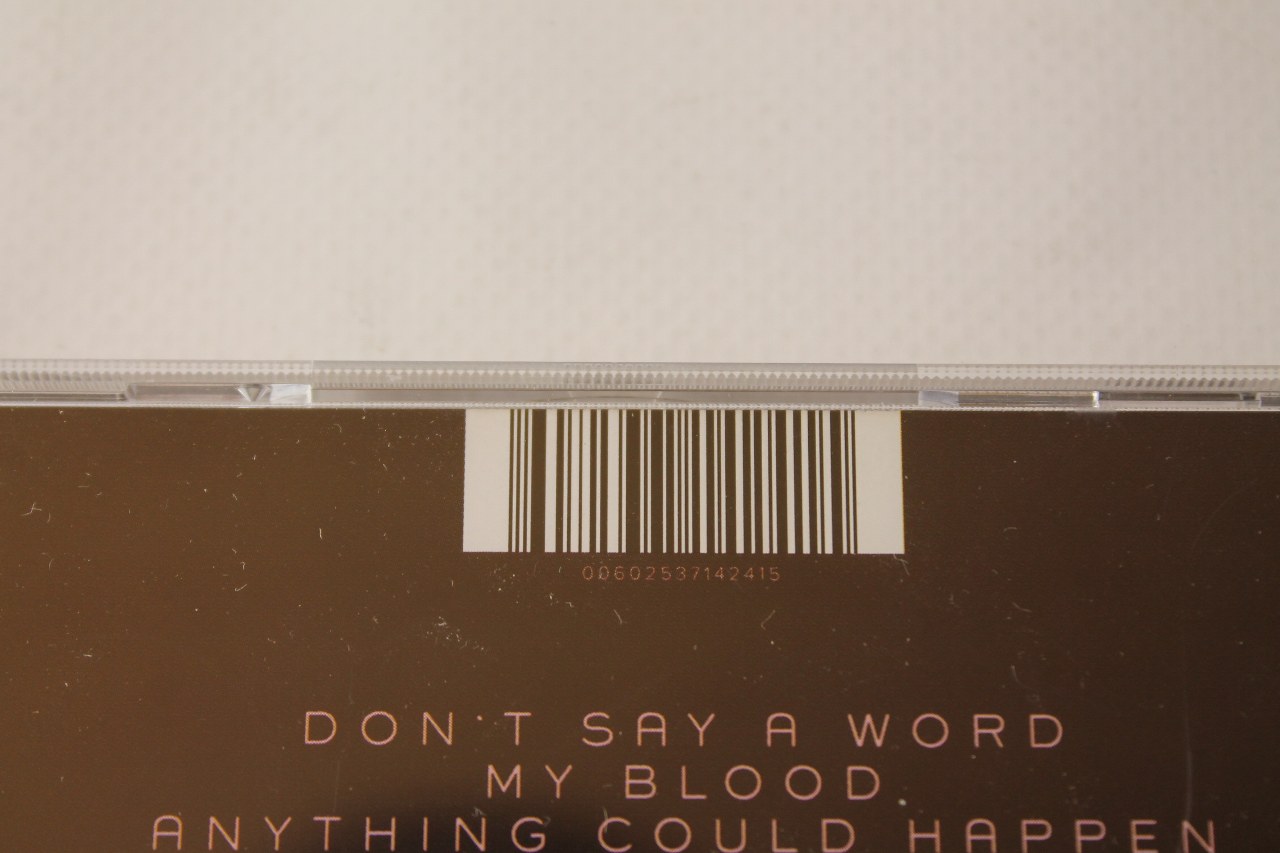 00602537142415
DON'T SAY A WORD
MY BLOOD
ANYTHING COULD HAPPEN